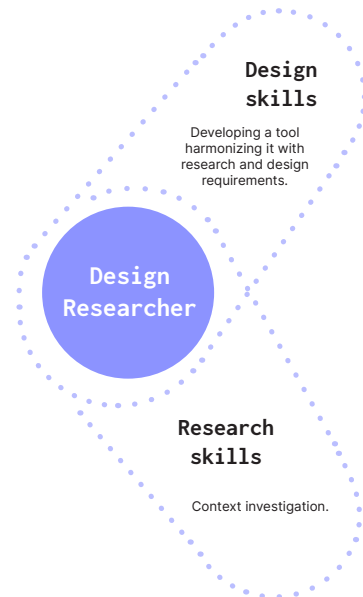 Design
skills
Developing a tool
harmonizing it with
research and design
requirements.
Design
Researcher
Research
skills
Context investigation.